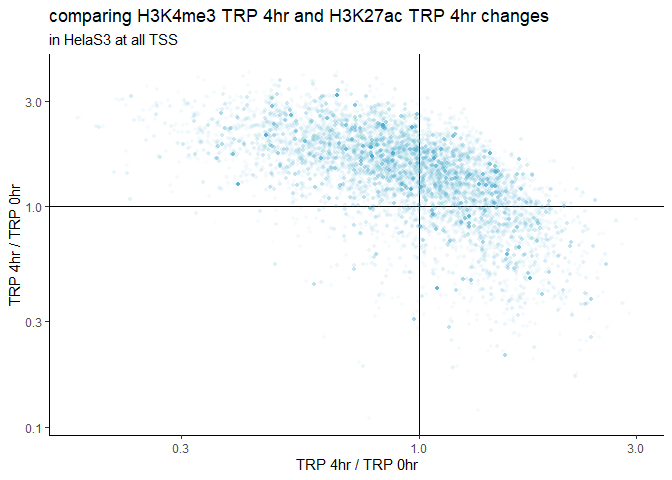 comparing H3K4me3 TRP 4hr and H3K27ac TRP 4hr changes
in HelaS3 at all TSS
3.0
1.0
0.3
0.1
TRP 4hr / TRP 0hr
0.3
1.0
3.0
TRP 4hr / TRP 0hr